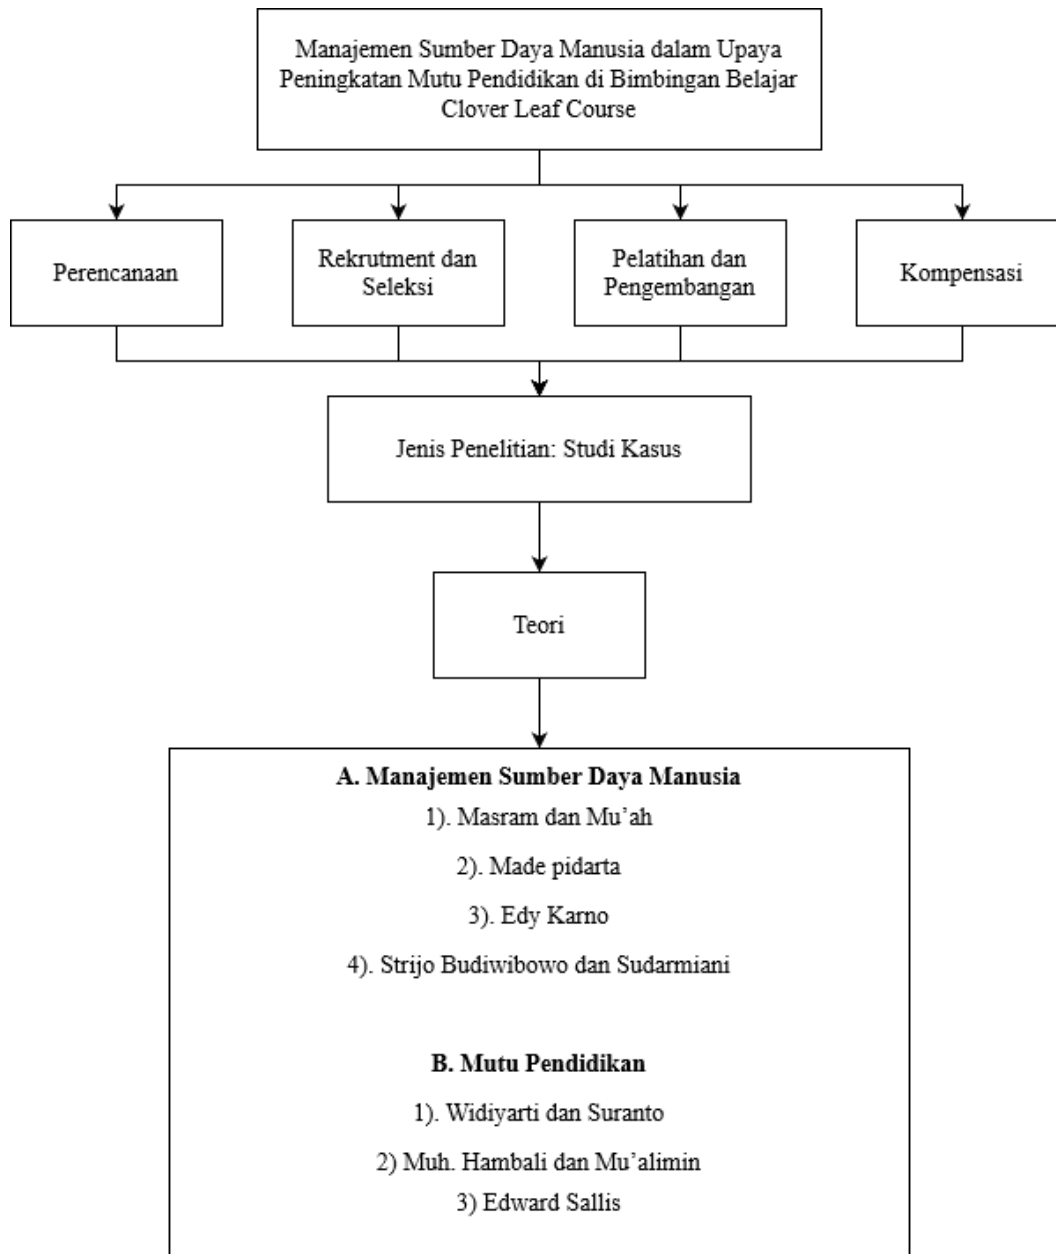 Manajemen Sumber Daya Manusia dalam Upaya
Peningkatan Mutu Pendidikan di Bimbingan Belajar
Clover Leaf Course
Perencanaan
Rekrutment dan
Seleksi
Pelatihan dan
Pengembangan
Kompensasi
Jenis Penelitian: Studi Kasus
Teori
A. Manajemen Sumber Daya Manusia
1). Masram dan Mu’ah
2). Made pidarta
3). Edy Karno
4). Strijo Budiwibowo dan Sudarmiani
B. Mutu Pendidikan
1). Widiyarti dan Suranto
2) Muh. Hambali dan Mu’alimin
3) Edward Sallis